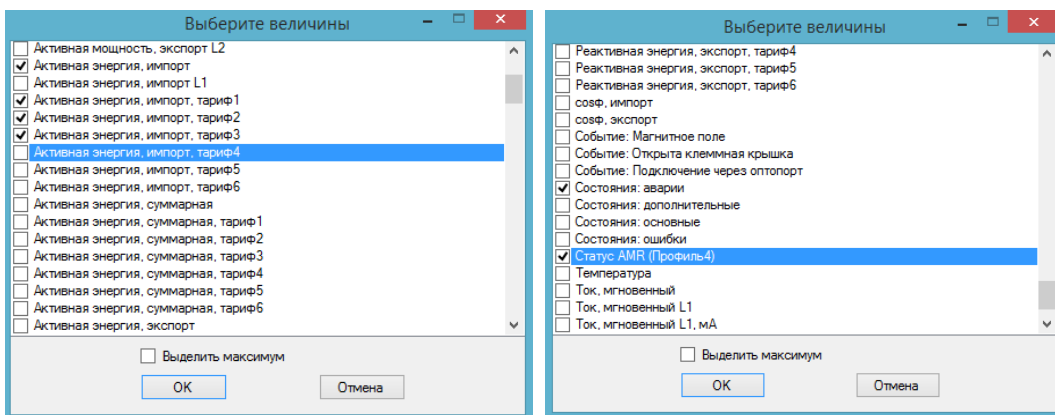 Выберите величины
Активная мощность, экспорт L2
Активная энергия, импорт
Активная энергия, импорт L1
Активная энергия, импорт, тариф1
Активная энергия, импорт, тариф2
Активная энергия, импорт, тариф3
Активная энергия, импорт, тариф4
Активная энергия, импорт, тариф5
Активная энергия, импорт, тариф6
Активная энергия, суммарная
Активная энергия, суммарная, тариф1
Активная энергия, суммарная, тариф2
Активная энергия, суммарная, тариф3
Активная энергия, суммарная, тариф4
Активная энергия, суммарная, тариф5
Активная энергия, суммарная, тариф6
Активная энергия, экспорт
Выделить максимум
OK Отмена
Выберите величины
Реактивная энергия, экспорт, тариф4
Реактивная энергия, экспорт, тариф5
Реактивная энергия, экспорт, тариф6
cosф, импорт
cosф, экспорт
Событие: Магнитное поле
Событие: Открыта клеммная крышка
Событие: Подключение через оптопорт
Состояния: аварии
Состояния: дополнительные
Состояния: основные
Состояния: ошибки
Статус AMR (Профиль4)
Температура
Ток, мгновенный
Ток, мгновенный L1
Ток, мгновенный L1, мА
Выделить максимум
OK Отмена